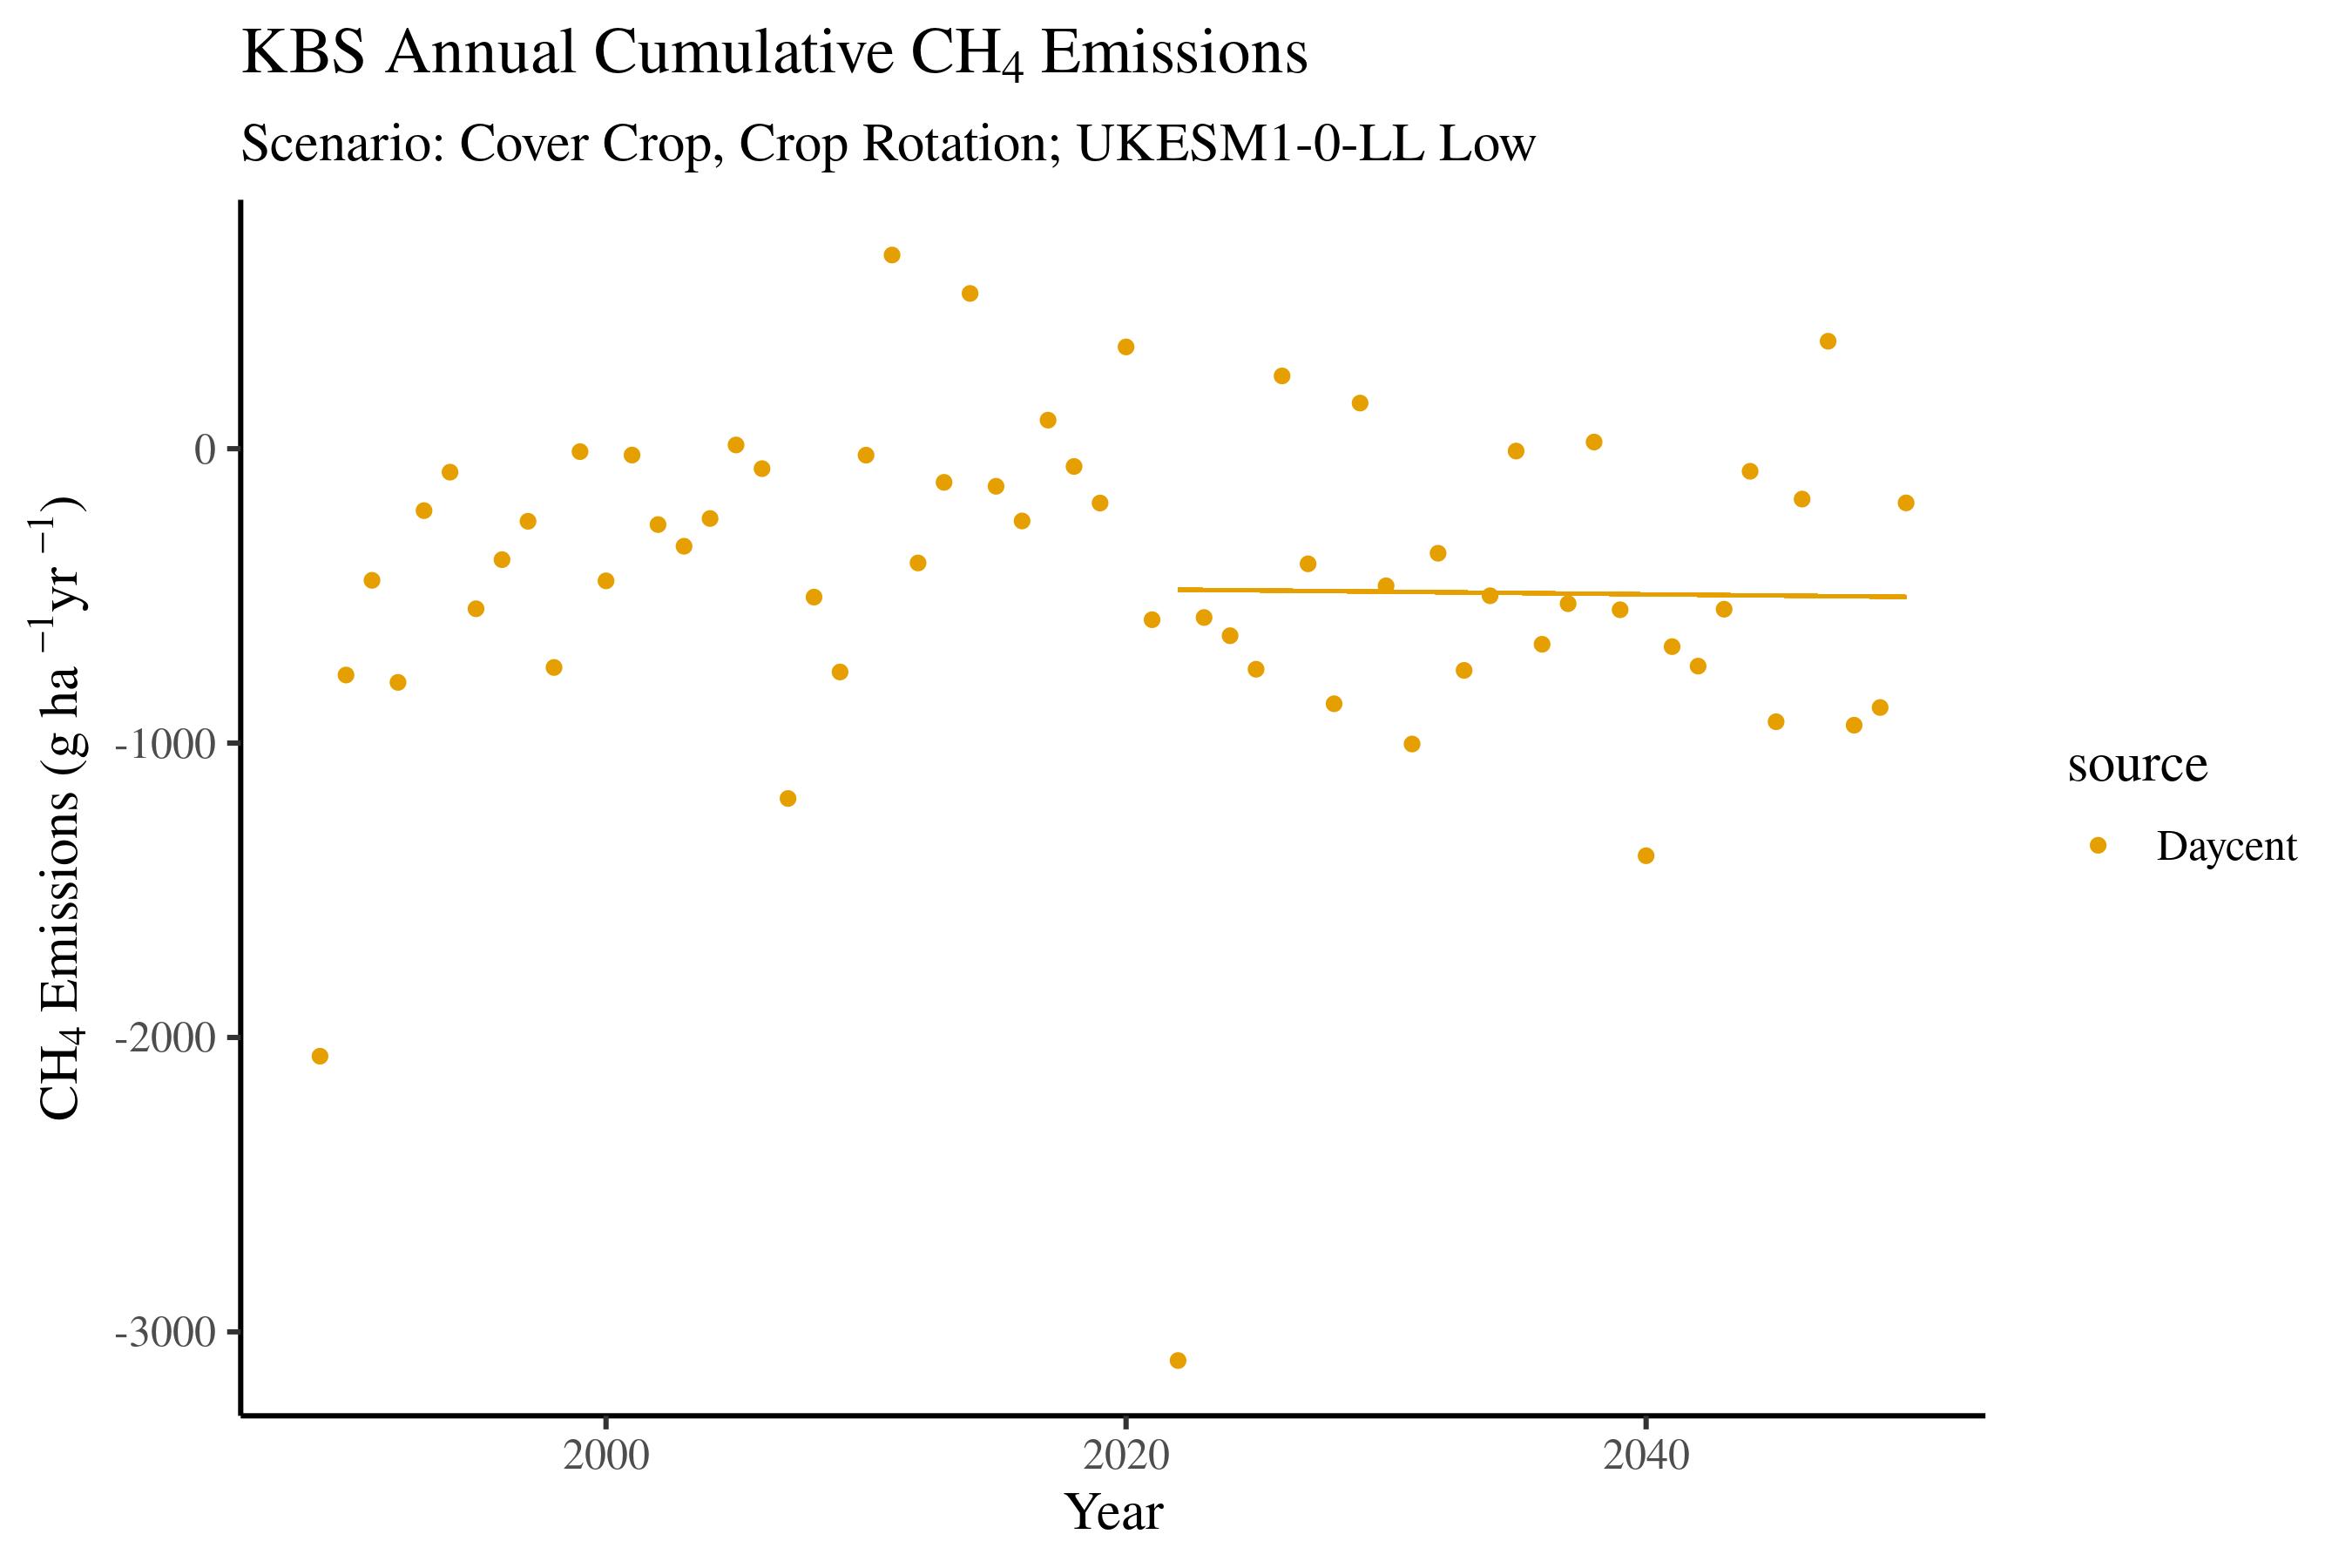 KBS Annual Cumulative CH₄ Emissions
Scenario: Cover Crop, Crop Rotation; UKESM1-0-LL Low
CH₄ Emissions (g ha⁻¹yr⁻¹)
0
-1000
-2000
-3000
2000 2020 2040
Year
source
Daycent